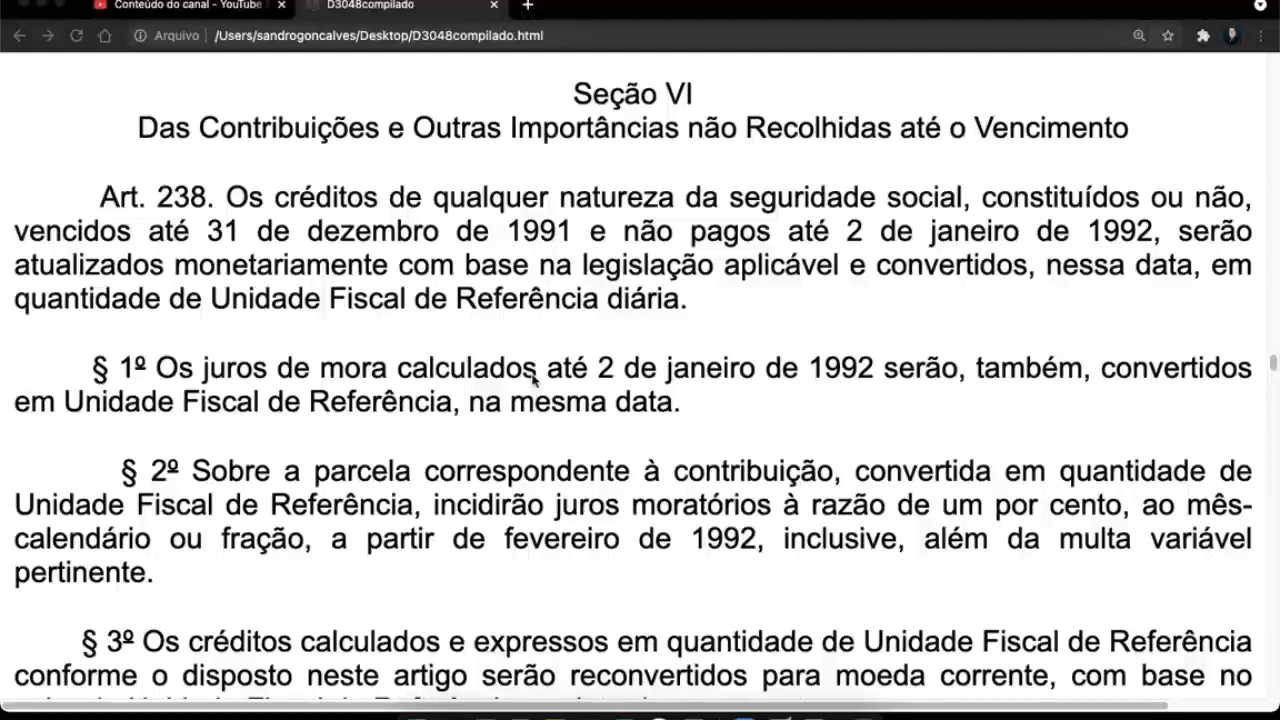 Conteúdo do canal - YouTube
D3048compilado
Arquivo
/Users/sandrogoncalves/Desktop/D3048compilado.html
Seção VI
Das Contribuições e Outras Importâncias não Recolhidas até o Vencimento
Art. 238. Os créditos de qualquer natureza da seguridade social, constituídos ou não,
vencidos até 31 de dezembro de 1991 e não pagos até 2 de janeiro de 1992, serão
atualizados monetariamente com base na legislação aplicável e convertidos, nessa data, em
quantidade de Unidade Fiscal de Referência diária.
§ 1º Os juros de mora calculados até 2 de janeiro de 1992 serão, também, convertidos
em Unidade Fiscal de Referência, na mesma data.
§ 2º Sobre a parcela correspondente à contribuição, convertida em quantidade de
Unidade Fiscal de Referência, incidirão juros moratórios à razão de um por cento, ao mês-
calendário ou fração, a partir de fevereiro de 1992, inclusive, além da multa variável
pertinente.
§ 3º Os créditos calculados e expressos em quantidade de Unidade Fiscal de Referência
conforme o disposto neste artigo serão reconvertidos para moeda corrente, com base no